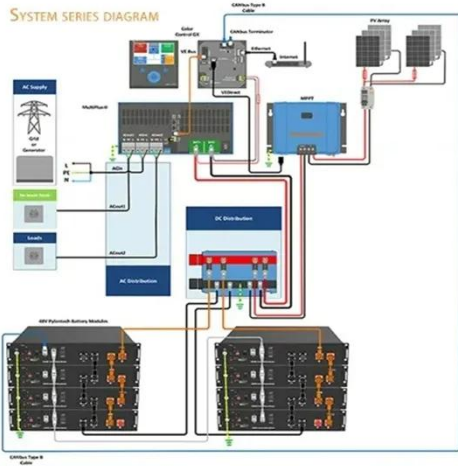 SYSTEM SERIES DIAGRAM
CANbus Type B
Cable
Color
Control GX
CANbus Terminator
VE.Bus
Ethernet
Internet
PV Array
AC Supply
VE.Direct
MultiPlus-II
MPPT
Grid
or
Generator
L
PE
N
ACin
ACout1
Loads
DC Distribution
ACout2
AC Distribution
48V Pylontech Battery Modules
CANbus Type B
Cable